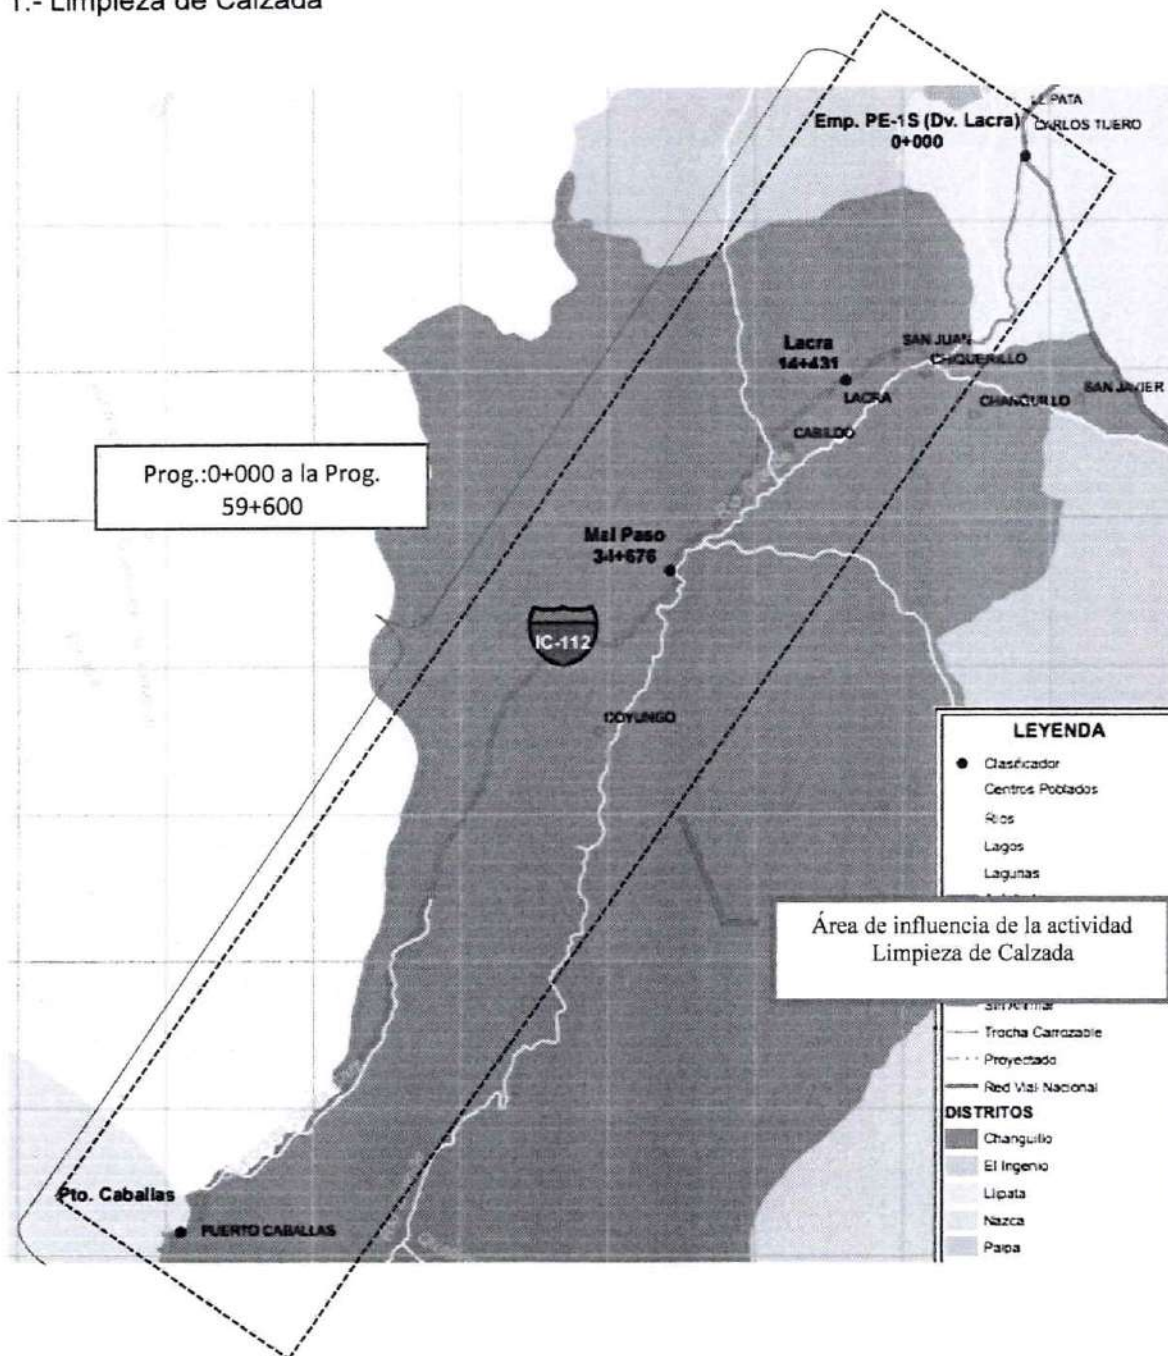 1.- Limpieza de Calzada
LLIPATA
Emp. PE-1S (Dv. Lacra)
0+000
CARLOS TIJERO
Lacra
14+431
SAN JUAN
CHIQUERILLO
LACRA
CHANGUILLO
SAN JAVIER
CABILDO
Prog.:0+000 a la Prog.
59+600
Mal Paso
34+676
IC-112
COYUNGO
LEYENDA
Clasificador
Centros Poblados
Rios
Lagos
Lagunas
Área de influencia de la actividad
Limpieza de Calzada
Sin Afirmar
Trocha Carrozable
Proyectado
Red Vial Nacional
DISTRITOS
Changuillo
El Ingenio
Llipata
Nazca
Palpa
Pto. Caballas
PUERTO CABALLAS